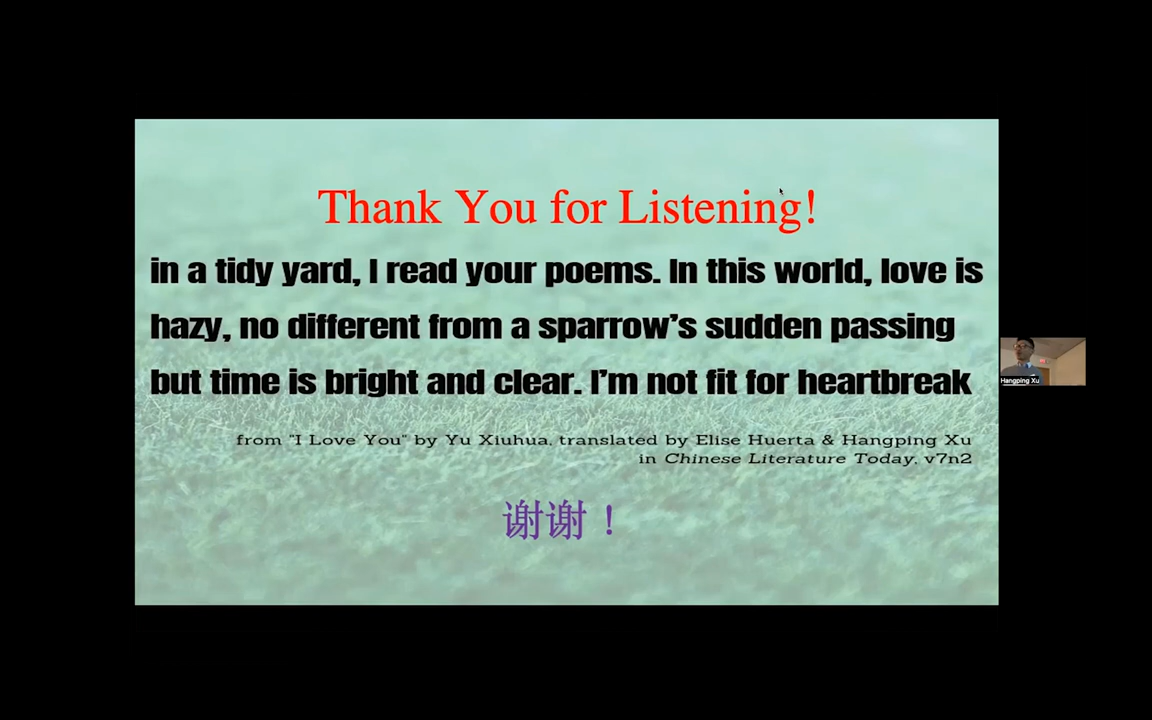 Thank You for Listening!
in a tidy yard, I read your poems. In this world, love is
hazy, no different from a sparrow's sudden passing
but time is bright and clear. I'm not fit for heartbreak
from "I Love You" by Yu Xiuhua, translated by Elise Huerta & Hangping Xu
in Chinese Literature Today, v7n2
谢谢！
Hangping Xu